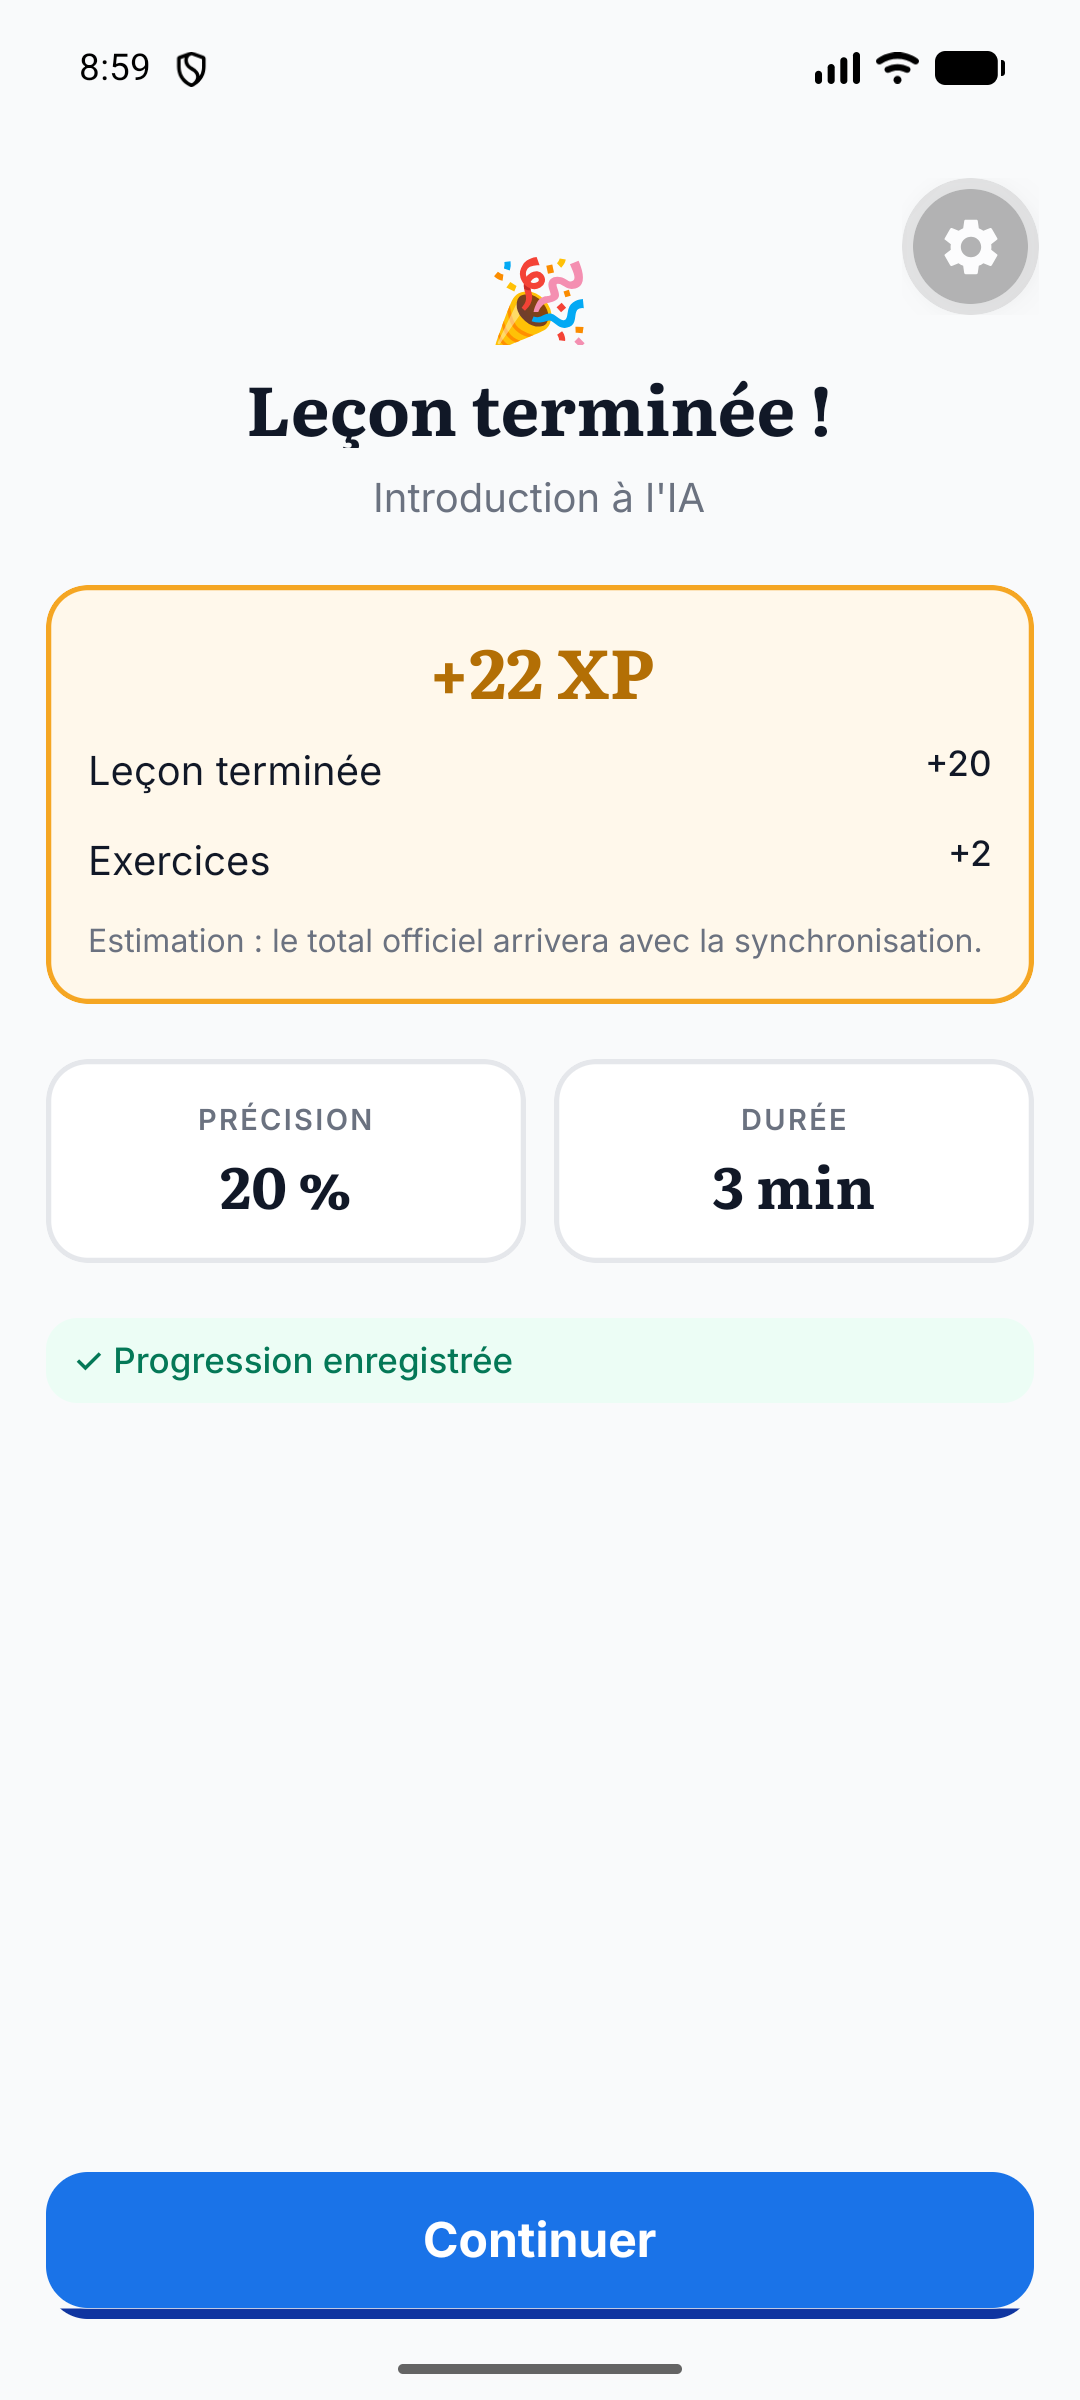 8:59
Leçon terminée !
Introduction à l'IA
+22 XP
Leçon terminée +20
Exercices +2
Estimation : le total officiel arrivera avec la synchronisation.
PRÉCISION DURÉE
20 % 3 min
✓ Progression enregistrée
Continuer